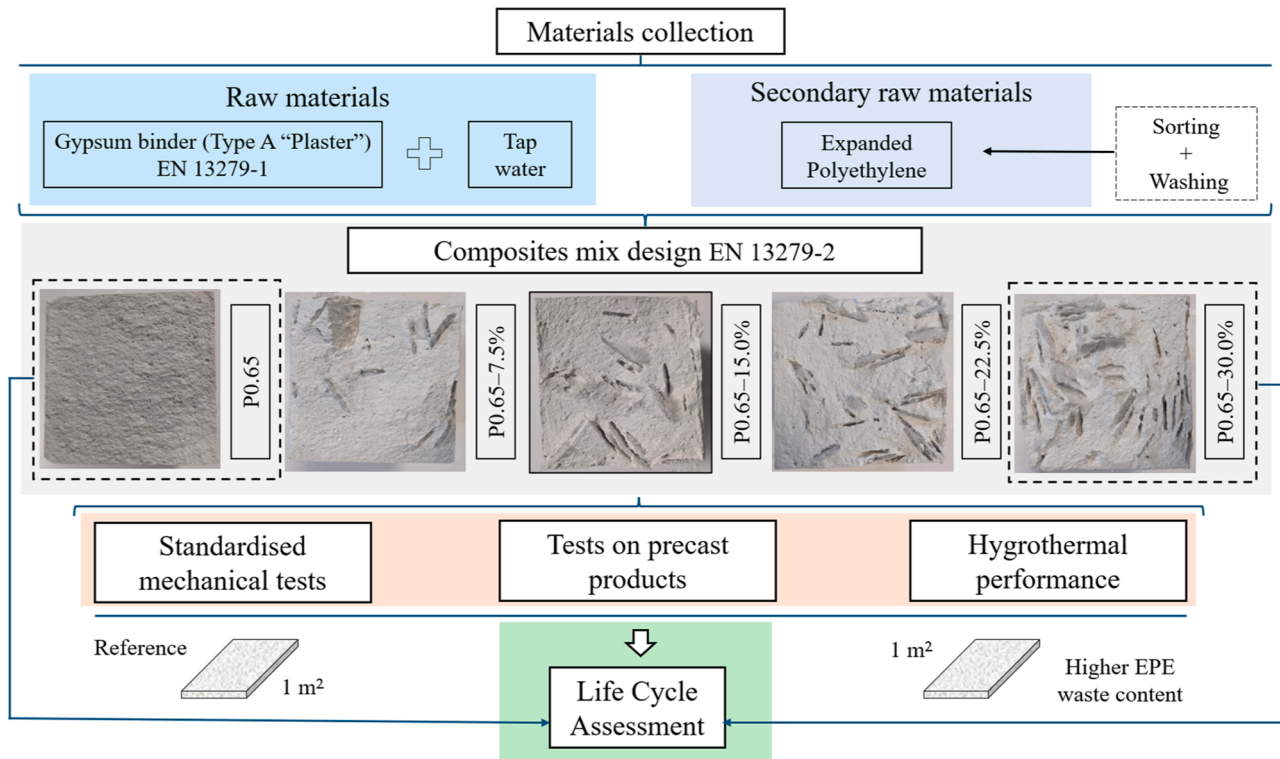 Materials collection
Raw materials
Gypsum binder (Type A “Plaster”)
EN 13279-1
Tap
water
Secondary raw materials
Expanded
Polyethylene
Sorting
+
Washing
Composites mix design EN 13279-2
P0.65
P0.65–7.5%
P0.65–15.0%
P0.65–22.5%
P0.65–30.0%
Standardised
mechanical tests
Tests on precast
products
Hygrothermal
performance
Reference
1 m²
Life Cycle
Assessment
1 m²
Higher EPE
waste content